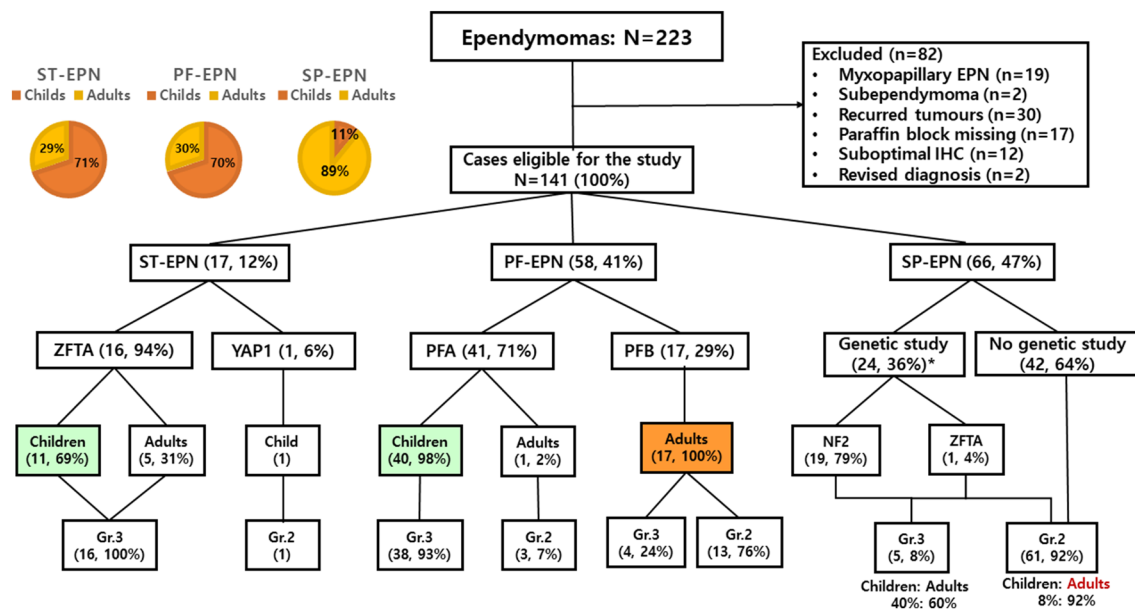 Ependymomas: N=223
Excluded (n=82)
• Myxopapillary EPN (n=19)
• Subependymoma (n=2)
• Recurred tumours (n=30)
• Paraffin block missing (n=17)
• Suboptimal IHC (n=12)
• Revised diagnosis (n=2)
ST-EPN
Childs Adults
29%
71%
PF-EPN
Childs Adults
30%
70%
SP-EPN
Childs Adults
11%
89%
Cases eligible for the study
N=141 (100%)
ST-EPN (17, 12%)
PF-EPN (58, 41%)
SP-EPN (66, 47%)
ZFTA (16, 94%)
YAP1 (1, 6%)
PFA (41, 71%)
PFB (17, 29%)
Genetic study
(24, 36%)*
No genetic study
(42, 64%)
Children
(11, 69%)
Adults
(5, 31%)
Child
(1)
Children
(40, 98%)
Adults
(1, 2%)
Adults
(17, 100%)
NF2
(19, 79%)
ZFTA
(1, 4%)
Gr.3
(16, 100%)
Gr.2
(1)
Gr.3
(38, 93%)
Gr.2
(3, 7%)
Gr.3
(4, 24%)
Gr.2
(13, 76%)
Gr.3
(5, 8%)
Gr.2
(61, 92%)
Children: Adults
40%: 60%
Children: Adults
8%: 92%